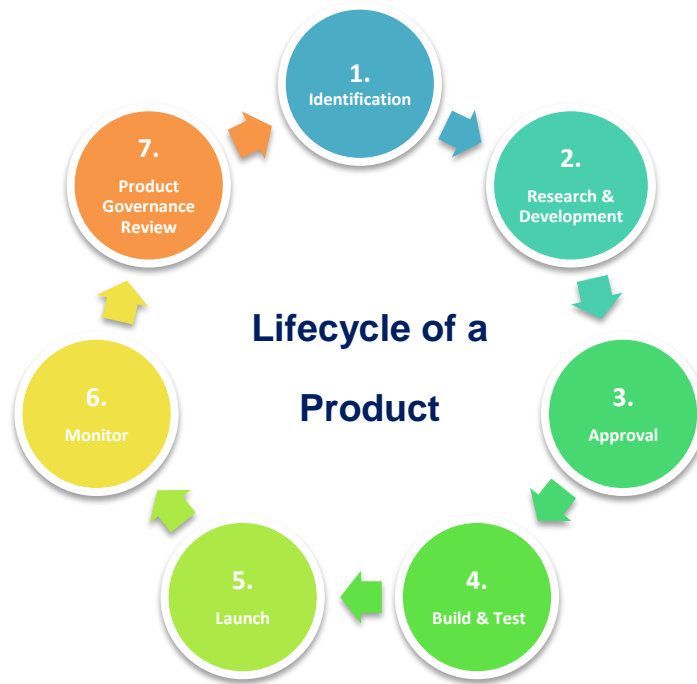 1.
Identification
2.
Research &
Development
3.
Approval
4.
Build & Test
5.
Launch
6.
Monitor
7.
Product
Governance
Review
Lifecycle of a
Product